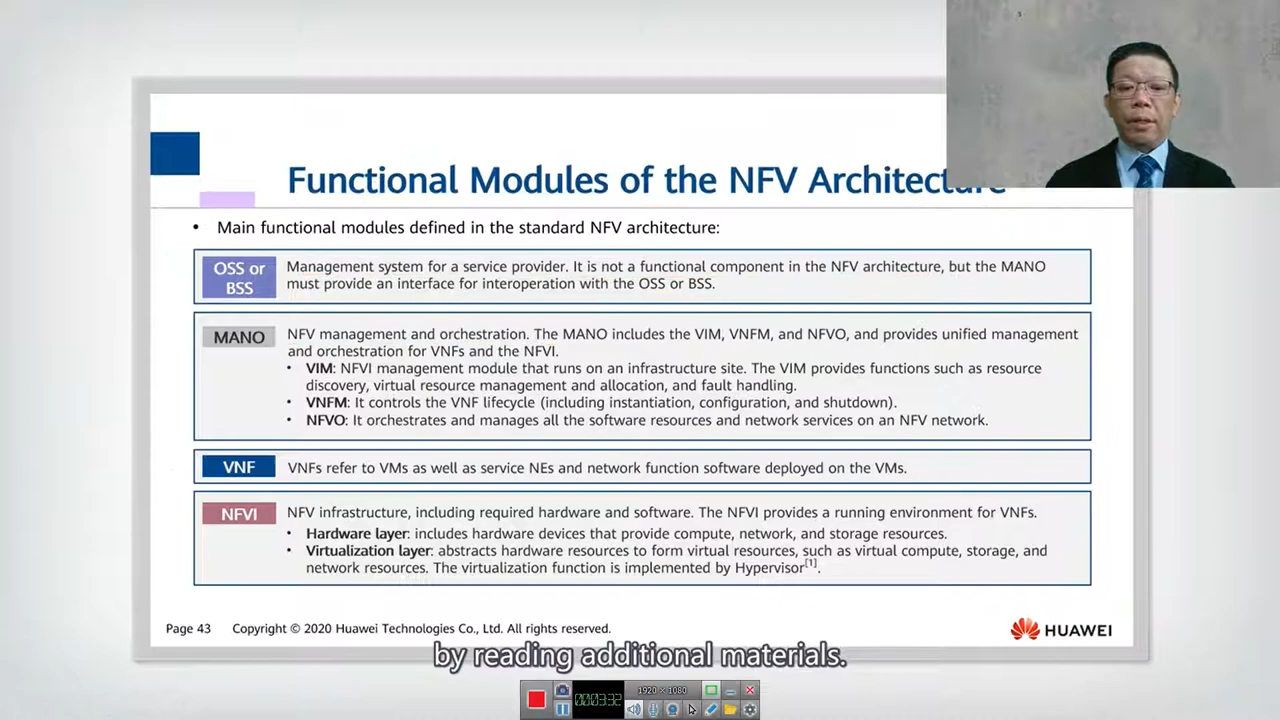 Functional Modules of the NFV Architecture
• Main functional modules defined in the standard NFV architecture:
OSS or
BSS
Management system for a service provider. It is not a functional component in the NFV architecture, but the MANO
must provide an interface for interoperation with the OSS or BSS.
MANO
NFV management and orchestration. The MANO includes the VIM, VNFM, and NFVO, and provides unified management
and orchestration for VNFs and the NFVI.
• VIM: NFVI management module that runs on an infrastructure site. The VIM provides functions such as resource
discovery, virtual resource management and allocation, and fault handling.
• VNFM: It controls the VNF lifecycle (including instantiation, configuration, and shutdown).
• NFVO: It orchestrates and manages all the software resources and network services on an NFV network.
VNF
VNFs refer to VMs as well as service NEs and network function software deployed on the VMs.
NFVI
NFV infrastructure, including required hardware and software. The NFVI provides a running environment for VNFs.
• Hardware layer: includes hardware devices that provide compute, network, and storage resources.
• Virtualization layer: abstracts hardware resources to form virtual resources, such as virtual compute, storage, and
network resources. The virtualization function is implemented by Hypervisor[1].
Page 43 Copyright © 2020 Huawei Technologies Co., Ltd. All rights reserved.
HUAWEI
by reading additional materials.
000:03:32
1920 × 1080